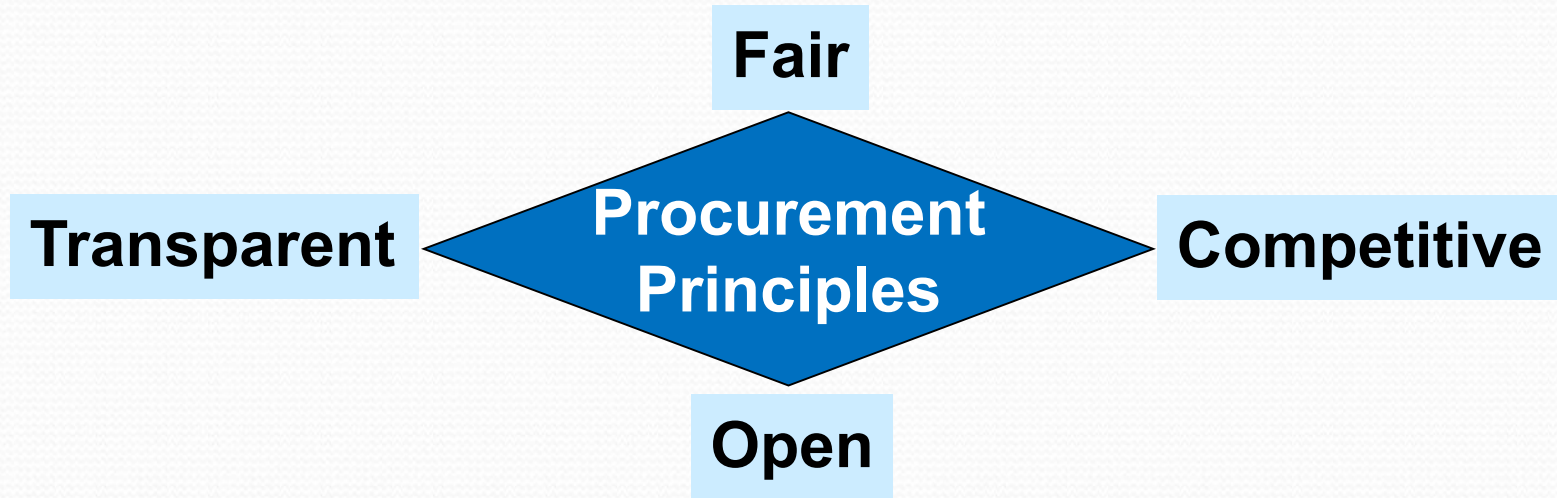 Fair
Transparent
Procurement
Principles
Competitive
Open